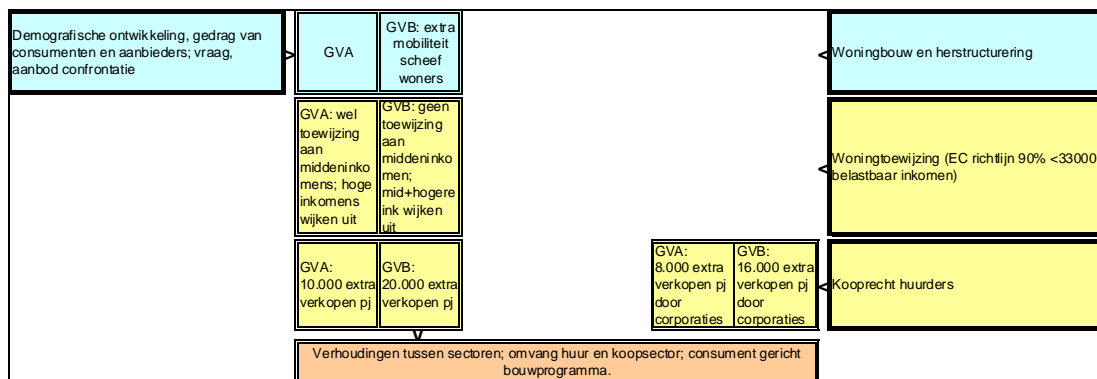 Demografische ontwikkeling, gedrag van
consumenten en aanbieders; vraag,
aanbod confrontatie
GVA
GVB: extra
mobiliteit
scheef
woners
Woningbouw en herstructurering
GVA: wel
toewijzing
aan
middeninko
mens; hoge
inkomens
wijken uit
GVB: geen
toewijzing
aan
middeninko
men;
mid+hogere
ink wijken
uit
Woningtoewijzing (EC richtlijn 90% <33000
belastbaar inkomen)
GVA:
10.000 extra
verkopen pj
GVB:
20.000 extra
verkopen pj
GVA:
8.000 extra
verkopen pj
door
corporaties
GVB:
16.000 extra
verkopen pj
door
corporaties
Kooprecht huurders
Verhoudingen tussen sectoren; omvang huur en koopsector; consument gericht
bouwprogramma.